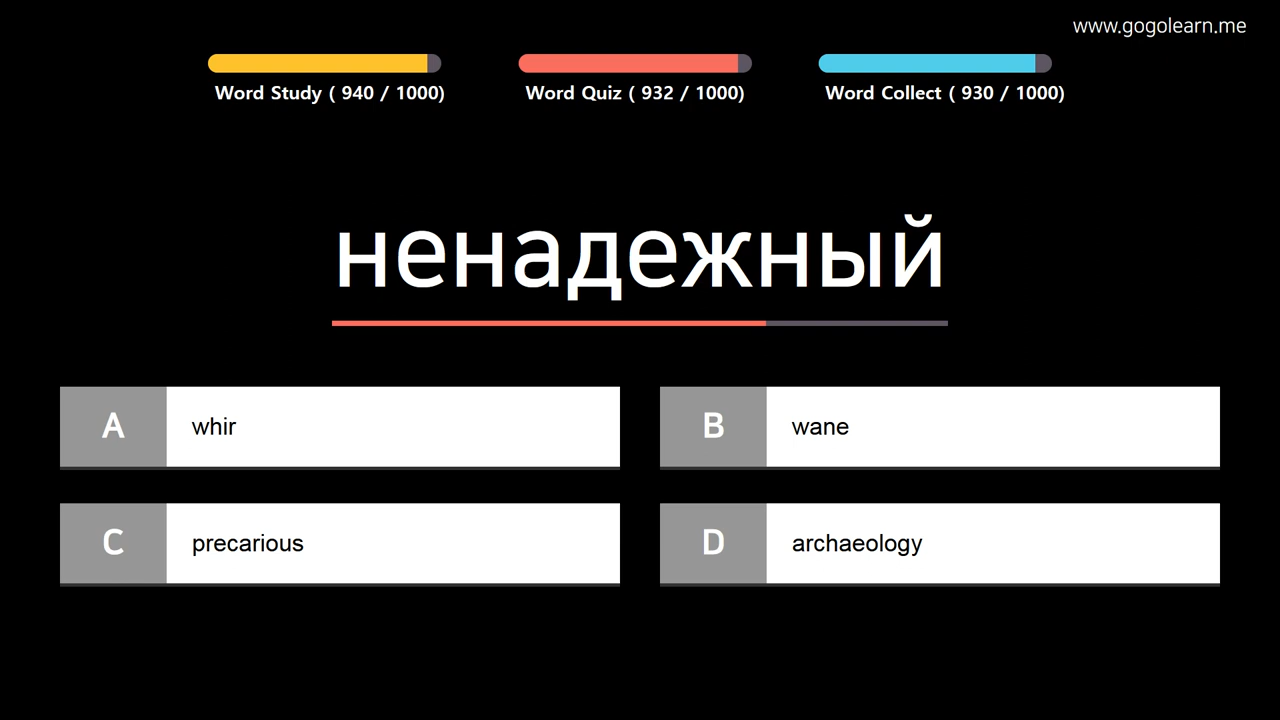 www.gogolearn.me
Word Study ( 940 / 1000)
Word Quiz ( 932 / 1000)
Word Collect ( 930 / 1000)
ненадежный
A whir
B wane
C precarious
D archaeology